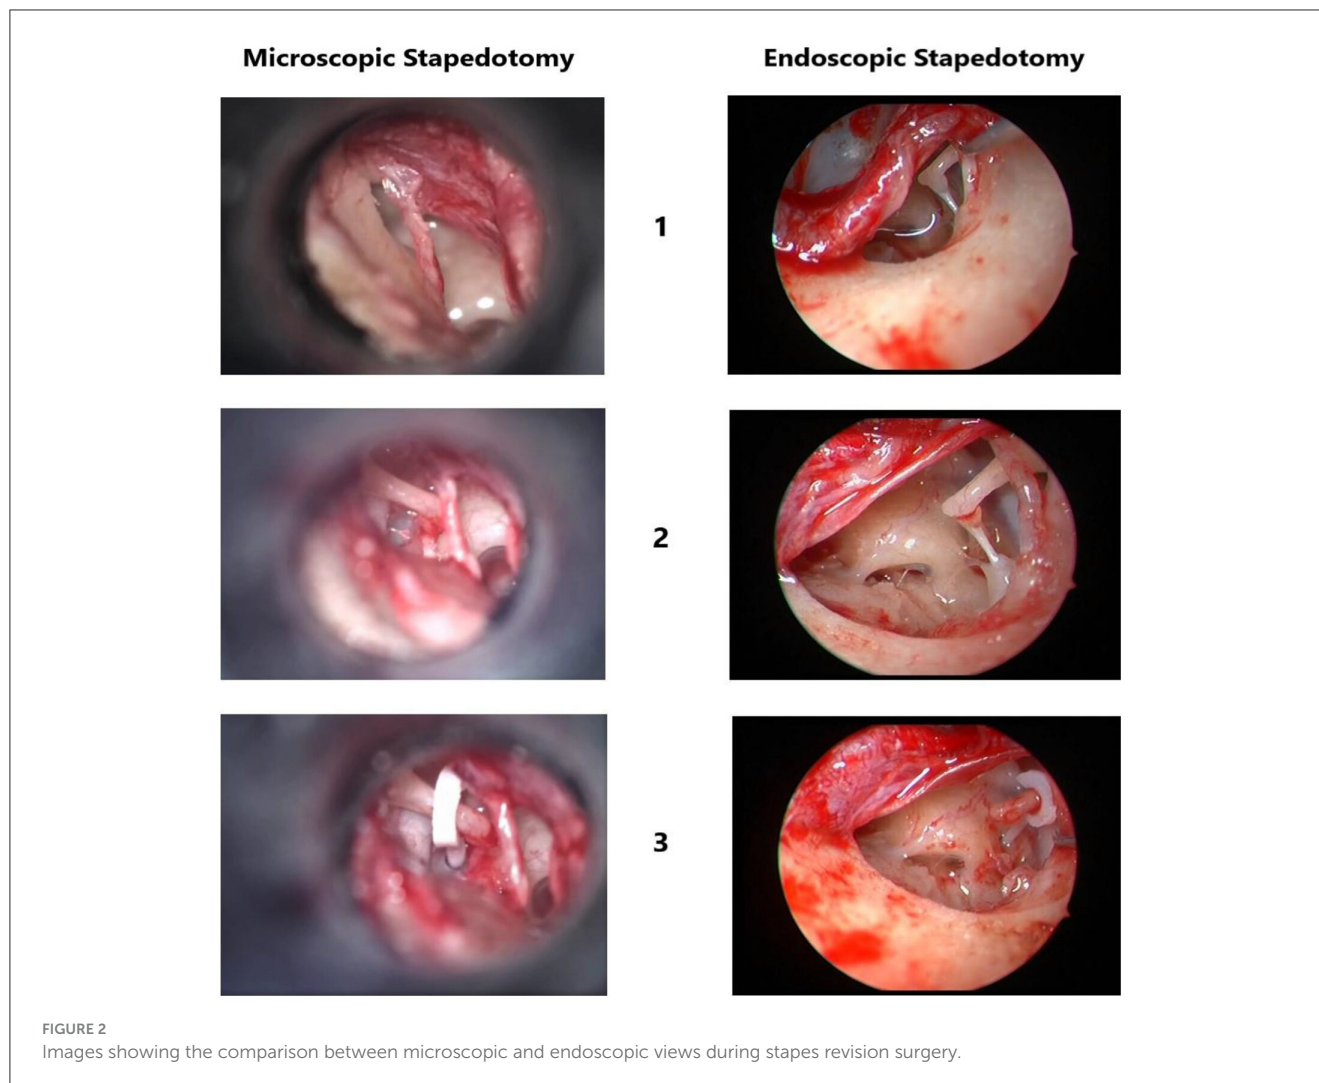 Microscopic Stapedotomy
Endoscopic Stapedotomy
1
2
3
FIGURE 2
Images showing the comparison between microscopic and endoscopic views during stapes revision surgery.